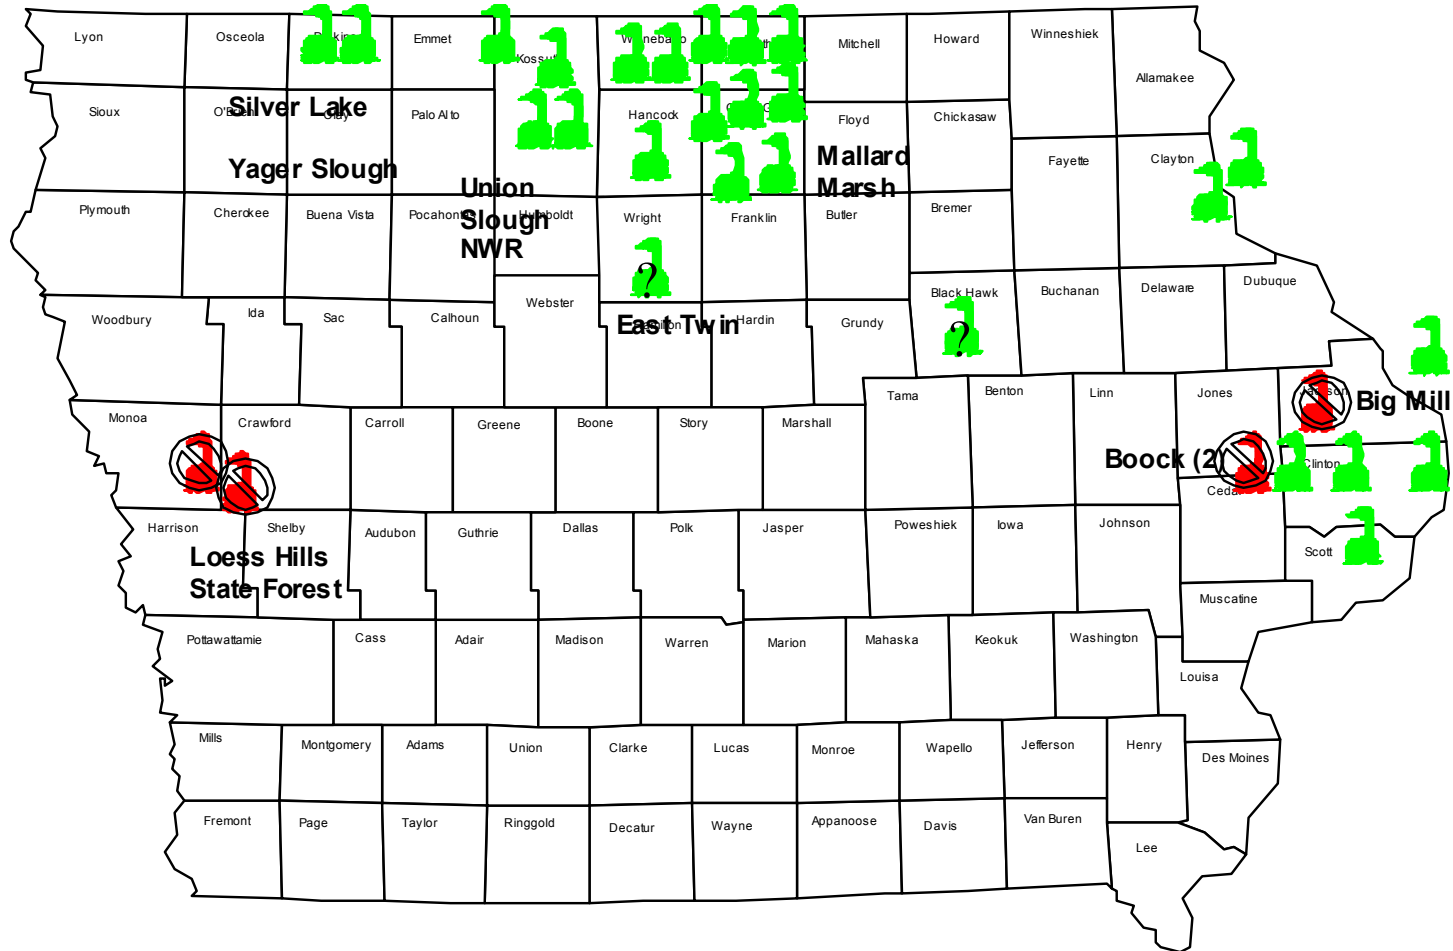 Lyon
Osceola
Emmet
Mitchell
Howard
Winneshiek
Allamakee
Sioux
Silver Lake
Palo Alto
Hancock
Floyd
Chickasaw
Yager Slough
Mallard
Marsh
Fayette
Clayton
Plymouth
Cherokee
Buena Vista
Pocahontas
Union
Slough
NWR
Humboldt
Wright
Franklin
Butler
Bremer
?
Woodbury
Ida
Sac
Calhoun
Webster
East Twin
Hardin
Grundy
Black Hawk
?
Buchanan
Delaware
Dubuque
Monoa
Crawford
Carroll
Greene
Boone
Story
Marshall
Tama
Benton
Linn
Jones
Big Mill
Boock (2)
Clinton
Harrison
Shelby
Audubon
Guthrie
Dallas
Polk
Jasper
Poweshiek
Iowa
Johnson
Scott
Loess Hills
State Forest
Muscatine
Pottawattamie
Cass
Adair
Madison
Warren
Marion
Mahaska
Keokuk
Washington
Louisa
Mills
Montgomery
Adams
Union
Clarke
Lucas
Monroe
Wapello
Jefferson
Henry
Des Moines
Fremont
Page
Taylor
Ringgold
Decatur
Wayne
Appanoose
Davis
Van Buren
Lee